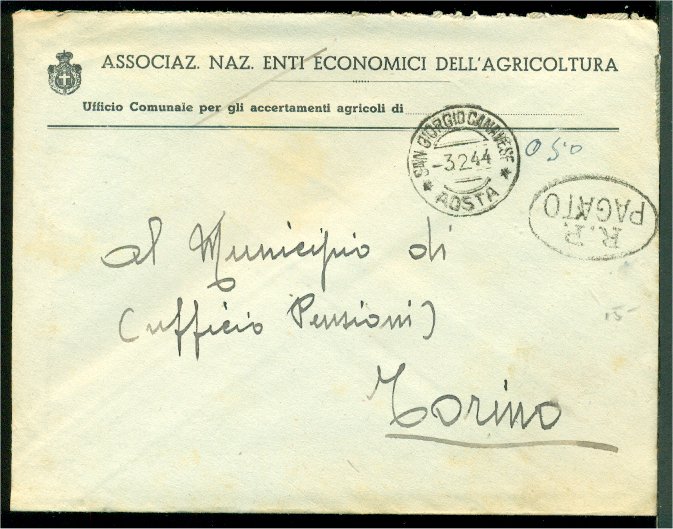 ASSOCIAZ. NAZ. ENTI ECONOMICI DELL'AGRICOLTURA
Ufficio Comunale per gli accertamenti agricoli di
SAN GIORGIO CANAVESE
-3.2.44
AOSTA
0.50
R.P.
PAGATO
al Municipio di
(ufficio Pensioni)
Torino
15-